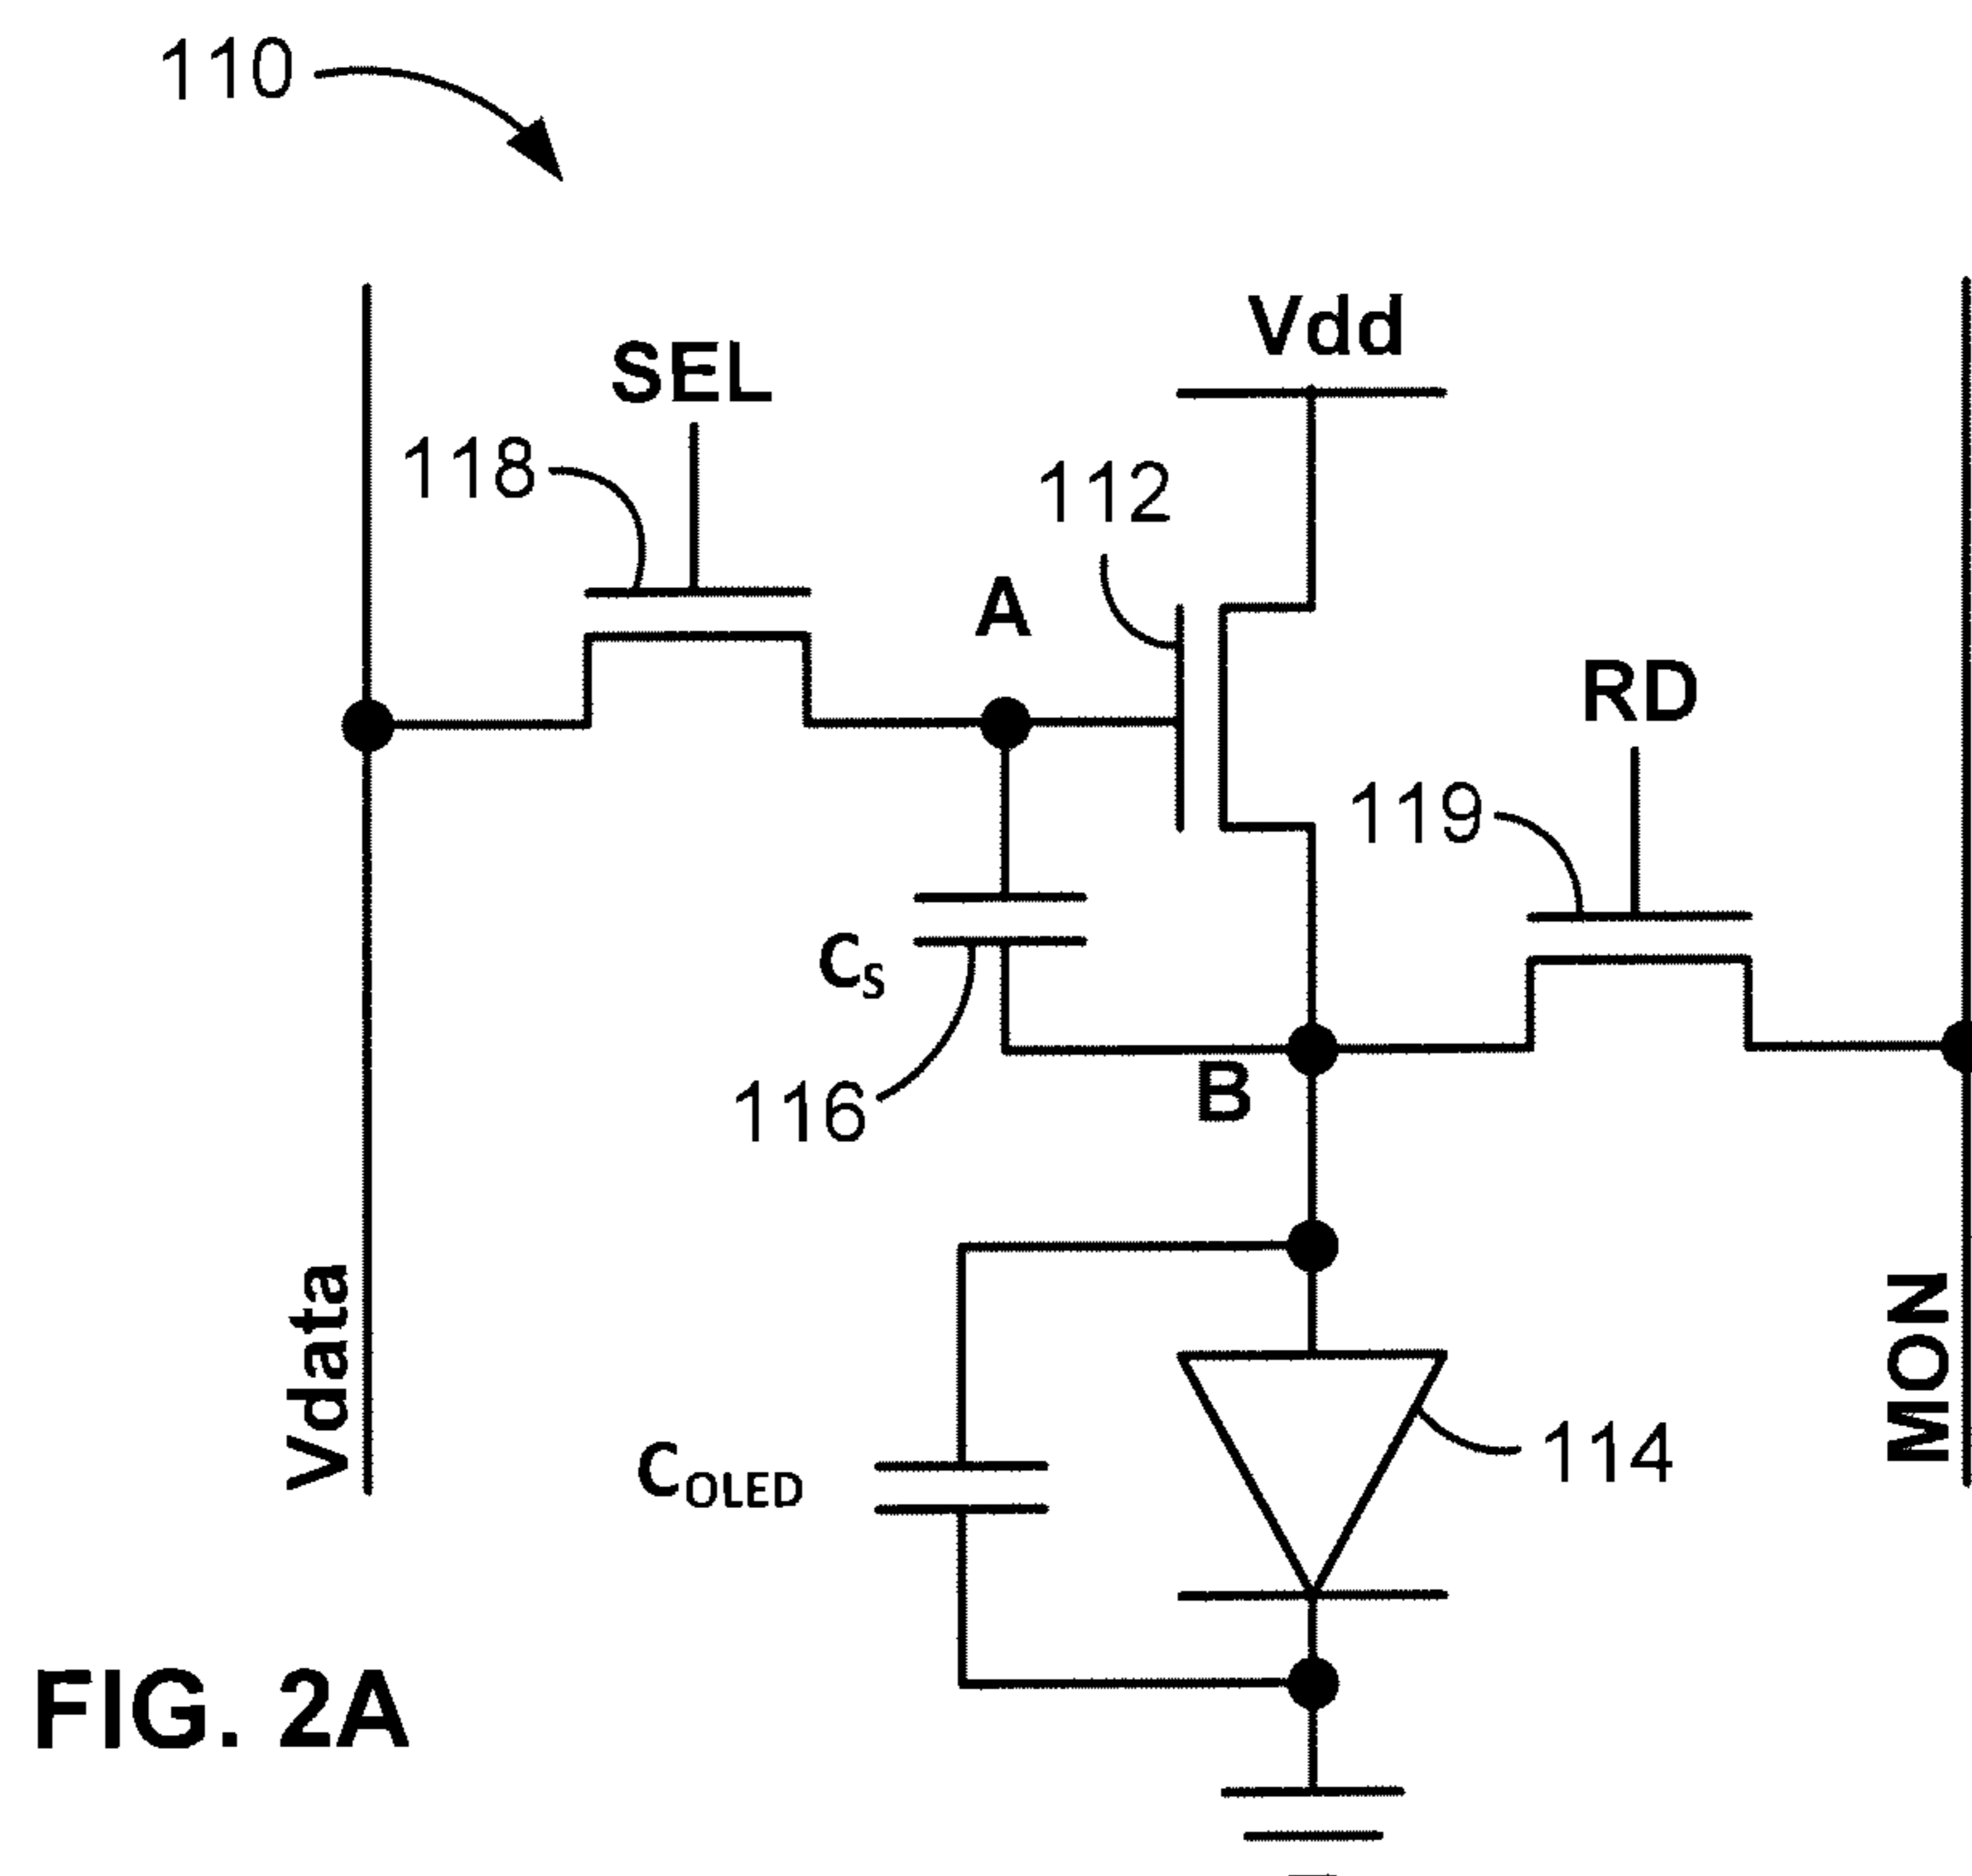 110
Vdd
SEL
118
112
A
RD
119
CS
116
B
Vdata
MON
COLED
114
FIG. 2A